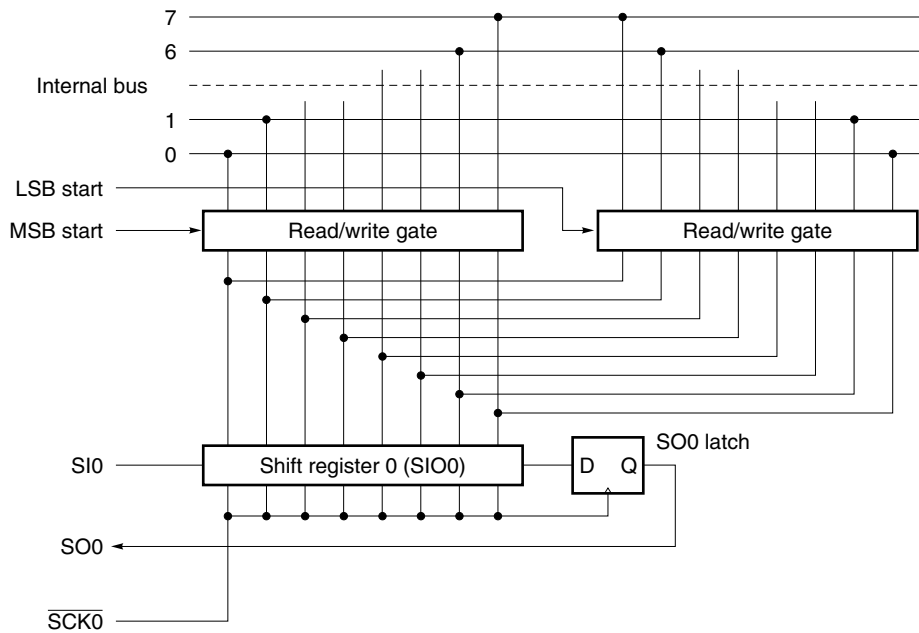 7
6
Internal bus
1
0
LSB start
MSB start
Read/write gate
Read/write gate
SO0 latch
SI0
Shift register 0 (SIO0)
D
Q
SO0
SCK0